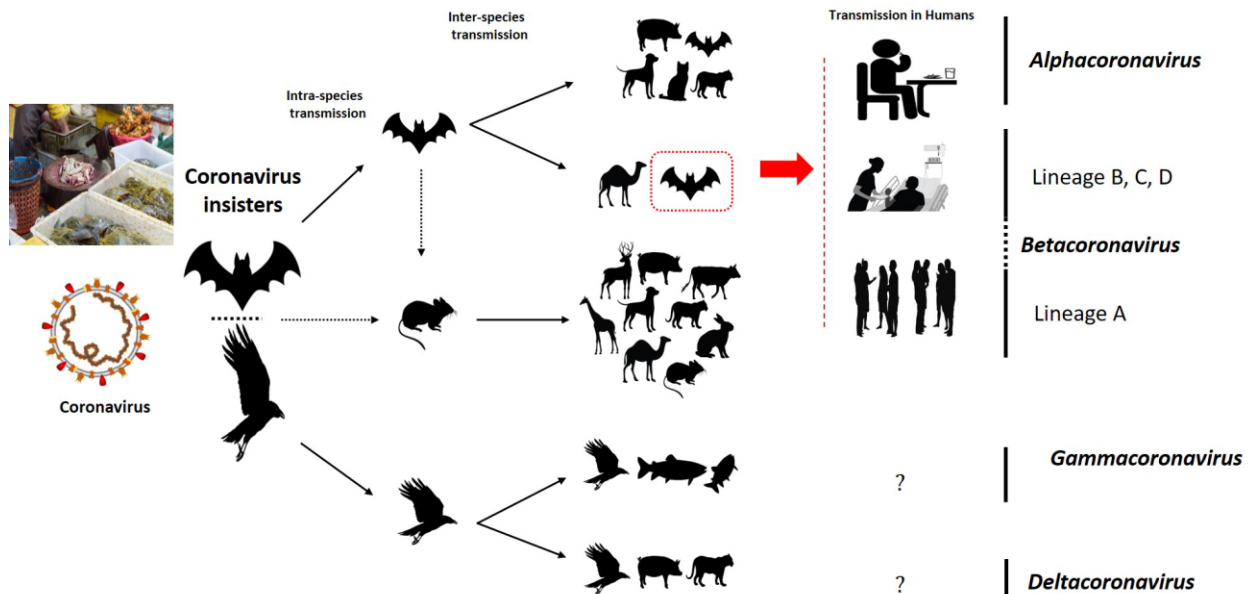 Inter-species
transmission
Transmission in Humans
Alphacoronavirus
Intra-species
transmission
Coronavirus
insisters
Lineage B, C, D
Betacoronavirus
Lineage A
Coronavirus
Gammacoronavirus
?
?
Deltacoronavirus